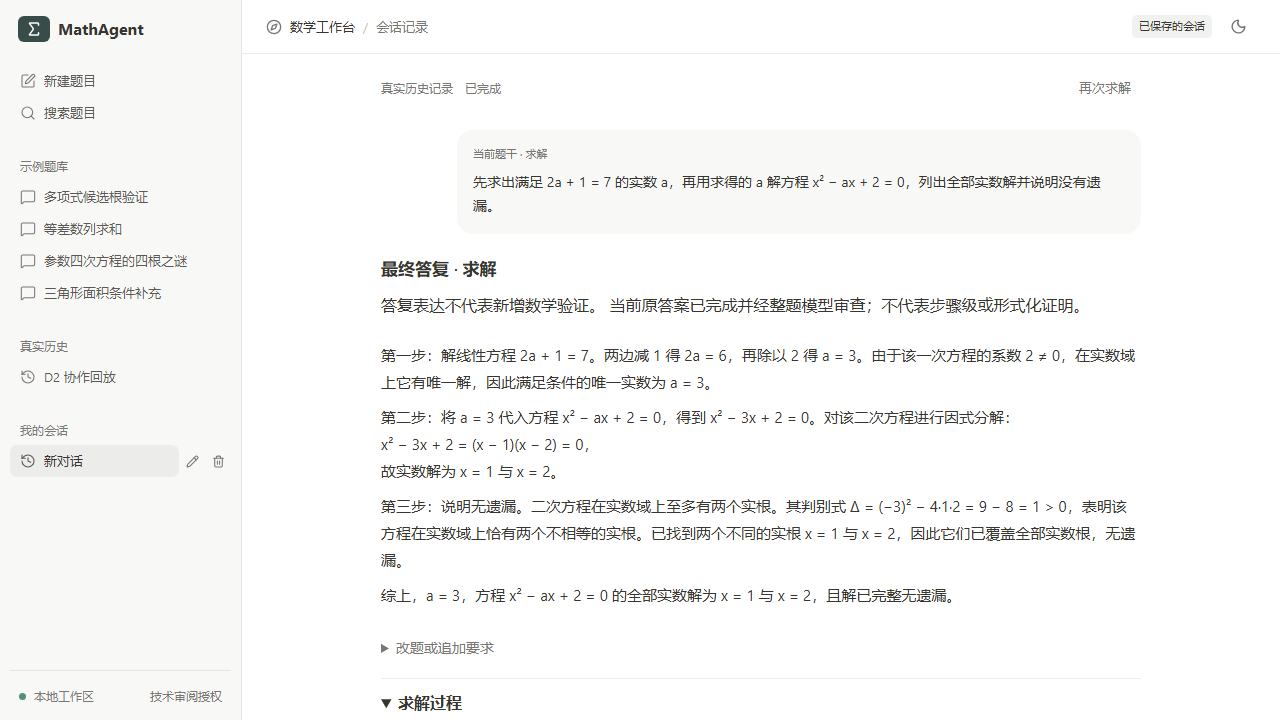 MathAgent
新建题目
搜索题目
示例题库
多项式候选根验证
等差数列求和
参数四次方程的四根之谜
三角形面积条件补充
真实历史
D2 协作回放
我的会话
新对话
本地工作区
技术审阅授权
数学工作台 / 会话记录
已保存的会话
真实历史记录 已完成
再次求解
当前题干 · 求解
先求出满足 2a + 1 = 7 的实数 a，再用求得的 a 解方程 x² − ax + 2 = 0，列出全部实数解并说明没有遗
漏。
最终答复 · 求解
答复表达不代表新增数学验证。 当前原答案已完成并经整题模型审查；不代表步骤级或形式化证明。
第一步：解线性方程 2a + 1 = 7。两边减 1 得 2a = 6，再除以 2 得 a = 3。由于该一次方程的系数 2 ≠ 0，在实数域
上它有唯一解，因此满足条件的唯一实数为 a = 3。
第二步：将 a = 3 代入方程 x² − ax + 2 = 0，得到 x² − 3x + 2 = 0。对该二次方程进行因式分解：
x² − 3x + 2 = (x − 1)(x − 2) = 0，
故实数解为 x = 1 与 x = 2。
第三步：说明无遗漏。二次方程在实数域上至多有两个实根。其判别式 Δ = (−3)² − 4·1·2 = 9 − 8 = 1 > 0，表明该
方程在实数域上恰有两个不相等的实根。已找到两个不同的实根 x = 1 与 x = 2，因此它们已覆盖全部实数根，无遗
漏。
综上，a = 3，方程 x² − ax + 2 = 0 的全部实数解为 x = 1 与 x = 2，且解已完整无遗漏。
改题或追加要求
求解过程